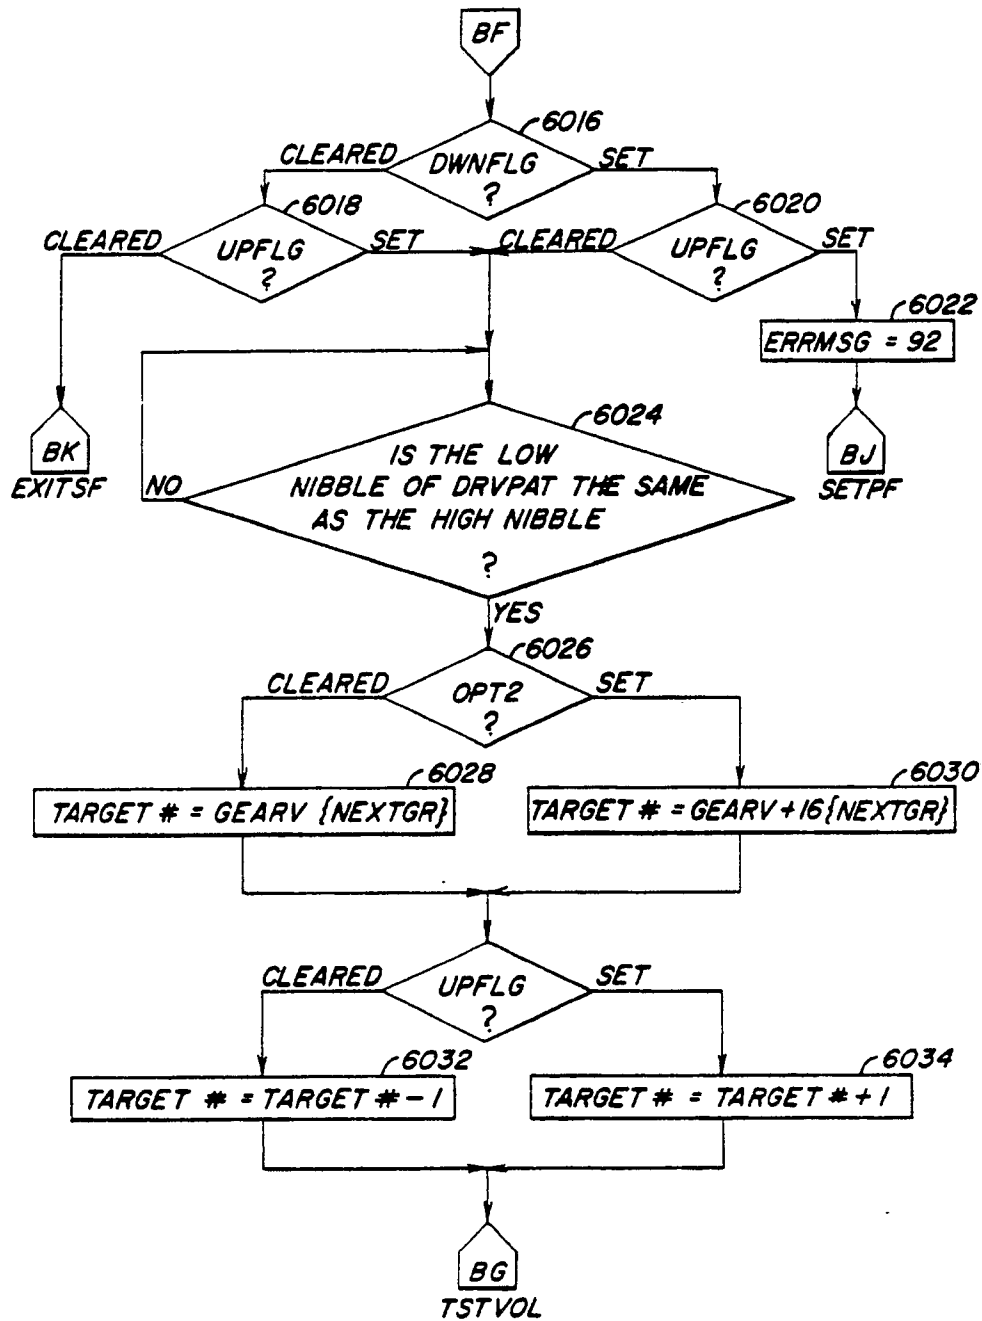 BF
6016
CLEARED
DWNFLG
?
SET
6018
6020
CLEARED
UPFLG
?
SET
CLEARED
UPFLG
?
SET
6022
ERRMSG = 92
6024
BK
EXITSF
BJ
SETPF
NO
IS THE LOW
NIBBLE OF DRVPAT THE SAME
AS THE HIGH NIBBLE
?
YES
6026
CLEARED
OPT2
?
SET
6028
6030
TARGET # = GEARV {NEXTGR}
TARGET # = GEARV+16{NEXTGR}
CLEARED
UPFLG
?
SET
6032
6034
TARGET # = TARGET #-1
TARGET # = TARGET #+1
BG
TSTVOL